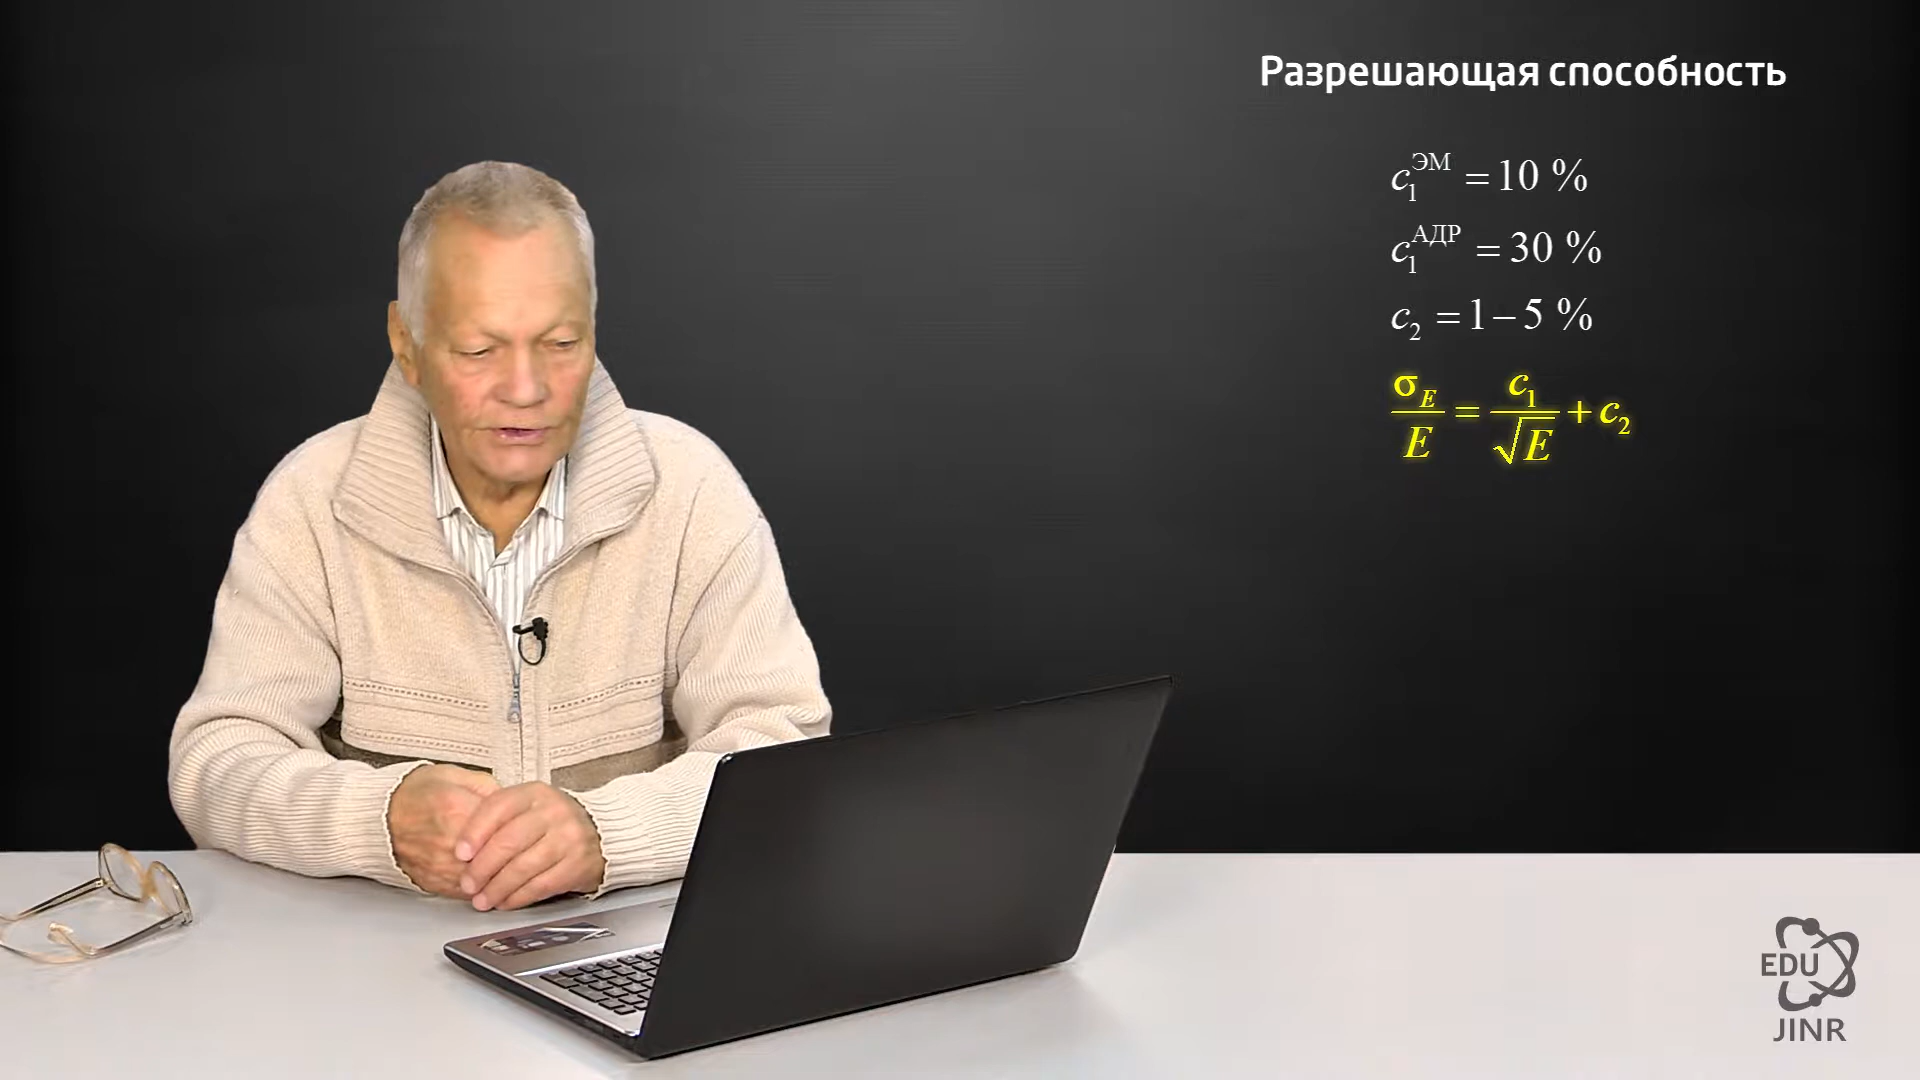 Разрешающая способность
c₁^ЭМ = 10 %
c₁^АДР = 30 %
c₂ = 1 – 5 %
σ_E/E = c₁/√E + c₂
EDU
JINR